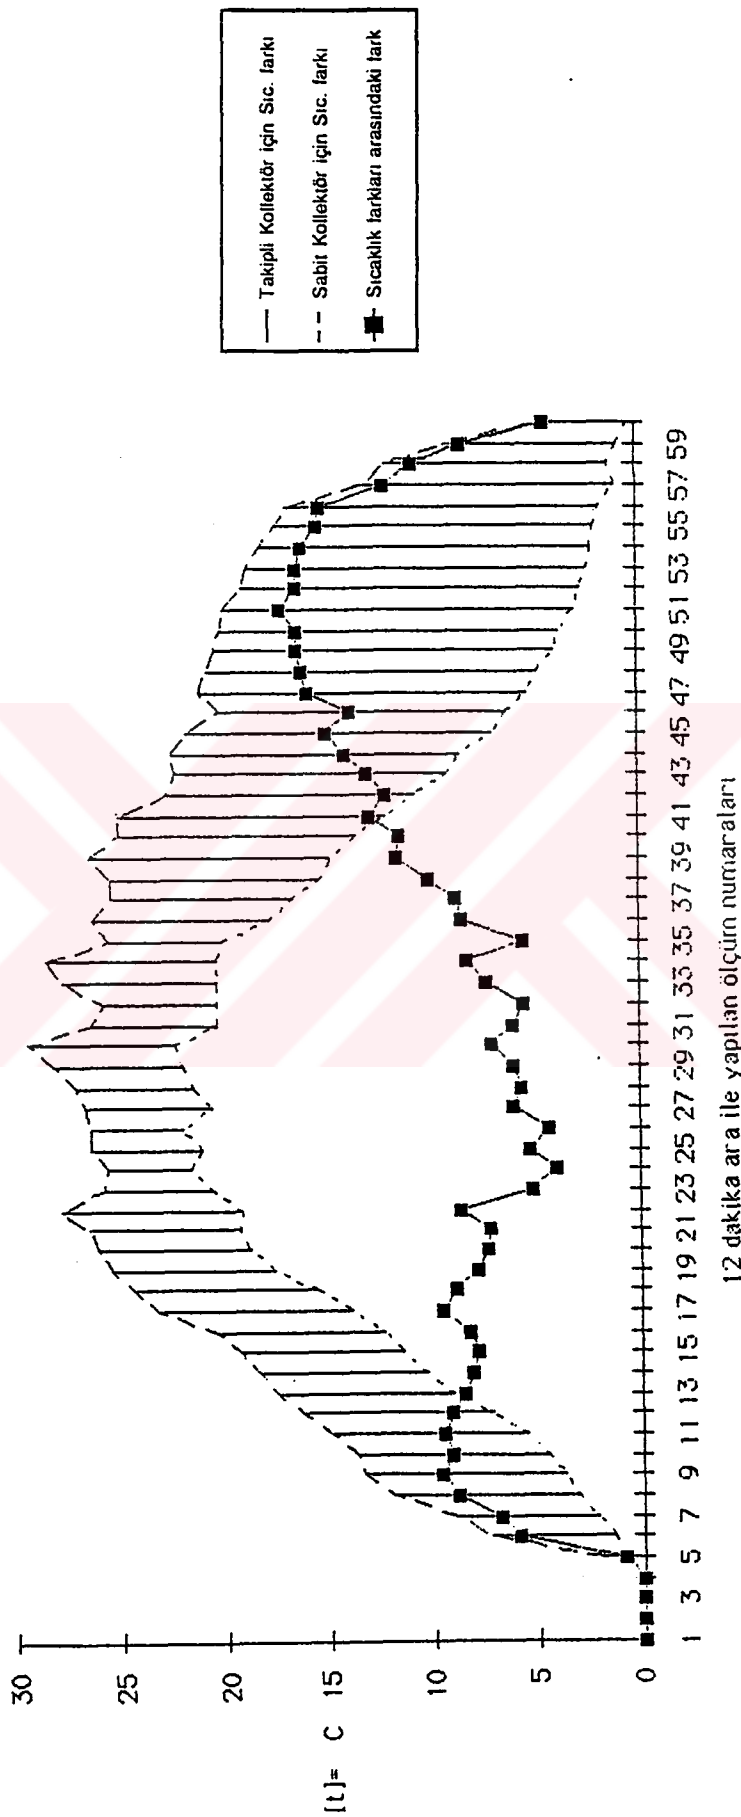 Takipli Kollektör için Sıc. farkı
Sabit Kollektör için Sıc. farkı
Sıcaklık farkları arasındaki fark
[t]= C
30
25
20
15
10
5
0
1 3 5 7 9 11 13 15 17 19 21 23 25 27 29 31 33 35 37 39 41 43 45 47 49 51 53 55 57 59
12 dakika ara ile yapılan ölçüm numaraları